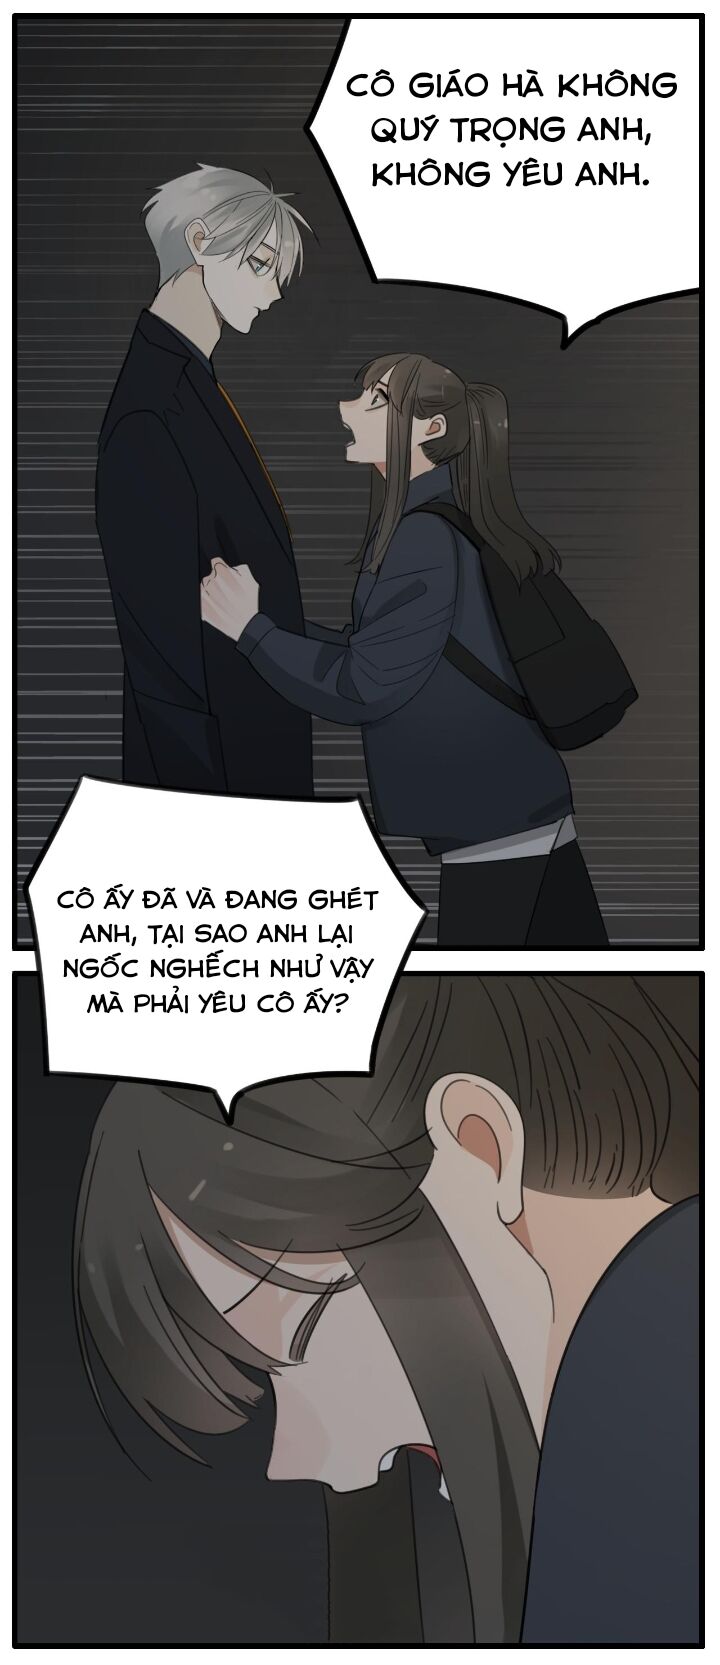 CÔ GIÁO HÀ KHÔNG
QUÝ TRỌNG ANH,
KHÔNG YÊU ANH.
CÔ ẤY ĐÃ VÀ ĐANG GHÉT
ANH, TẠI SAO ANH LẠI
NGỐC NGHẾCH NHƯ VẬY
MÀ PHẢI YÊU CÔ ẤY?